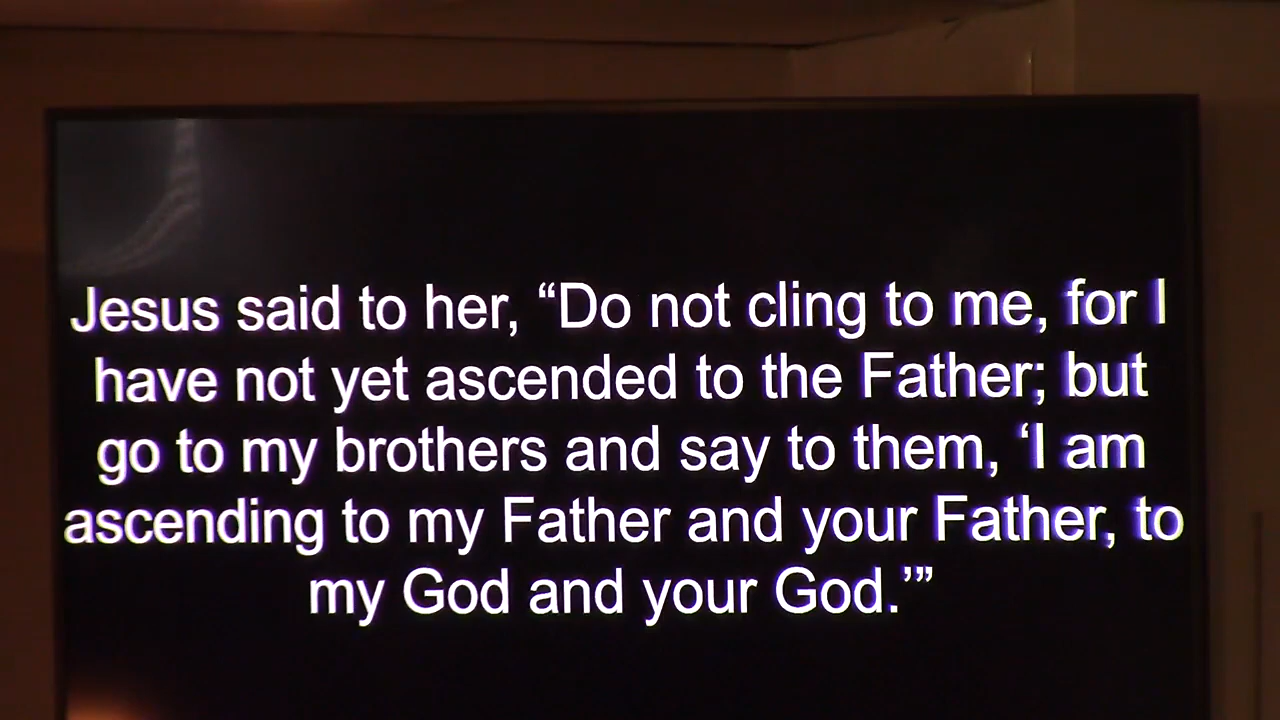 Jesus said to her, “Do not cling to me, for I
have not yet ascended to the Father; but
go to my brothers and say to them, ‘I am
ascending to my Father and your Father, to
my God and your God.’”